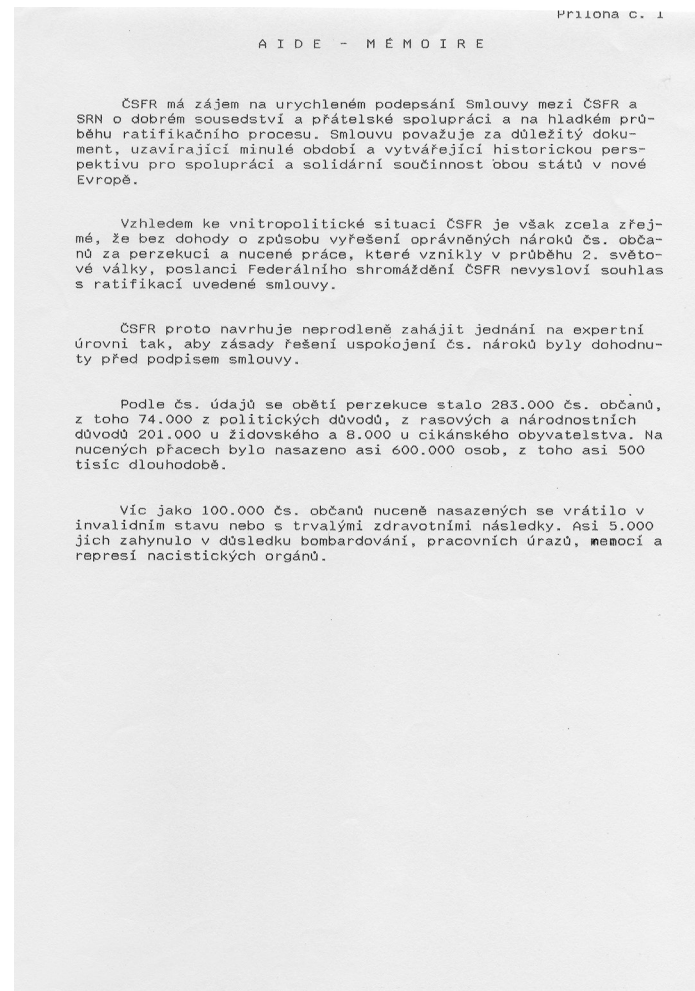 Příloha č. 1
A I D E - M É M O I R E
ČSFR má zájem na urychleném podepsání Smlouvy mezi ČSFR a
SRN o dobrém sousedství a přátelské spolupráci a na hladkém prů-
běhu ratifikačního procesu. Smlouvu považuje za důležitý doku-
ment, uzavírající minulé období a vytvářející historickou pers-
pektivu pro spolupráci a solidární součinnost obou států v nové
Evropě.
Vzhledem ke vnitropolitické situaci ČSFR je však zcela zřej-
mé, že bez dohody o způsobu vyřešení oprávněných nároků čs. obča-
nů za perzekuci a nucené práce, které vznikly v průběhu 2. světo-
vé války, poslanci Federálního shromáždění ČSFR nevysloví souhlas
s ratifikací uvedené smlouvy.
ČSFR proto navrhuje neprodleně zahájit jednání na expertní
úrovni tak, aby zásady řešení uspokojení čs. nároků byly dohodnu-
ty před podpisem smlouvy.
Podle čs. údajů se obětí perzekuce stalo 283.000 čs. občanů,
z toho 74.000 z politických důvodů, z rasových a národnostních
důvodů 201.000 u židovského a 8.000 u cikánského obyvatelstva. Na
nucených pracech bylo nasazeno asi 600.000 osob, z toho asi 500
tisíc dlouhodobě.
Víc jako 100.000 čs. občanů nuceně nasazených se vrátilo v
invalidním stavu nebo s trvalými zdravotními následky. Asi 5.000
jich zahynulo v důsledku bombardování, pracovních úrazů, nemocí a
represí nacistických orgánů.